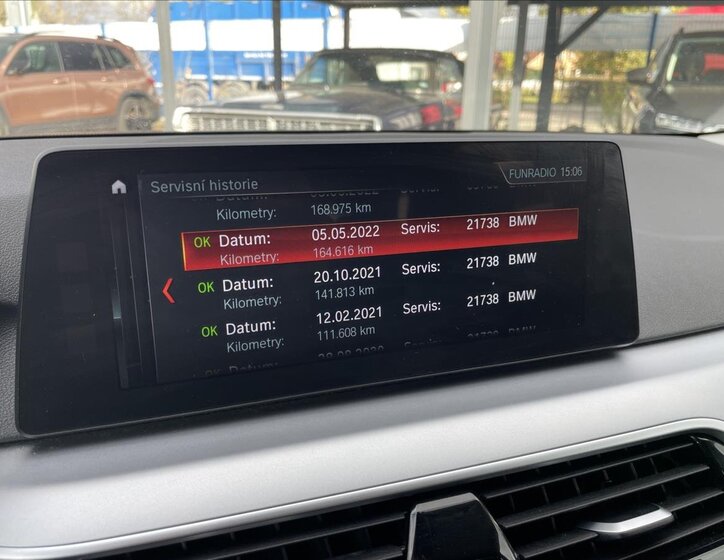 Servisní historie
FUNRADIO 15:06
Kilometry: 168.975 km
OK Datum: 05.05.2022 Servis: 21738 BMW
Kilometry: 164.616 km
OK Datum: 20.10.2021 Servis: 21738 BMW
Kilometry: 141.813 km
OK Datum: 12.02.2021 Servis: 21738 BMW
Kilometry: 111.608 km